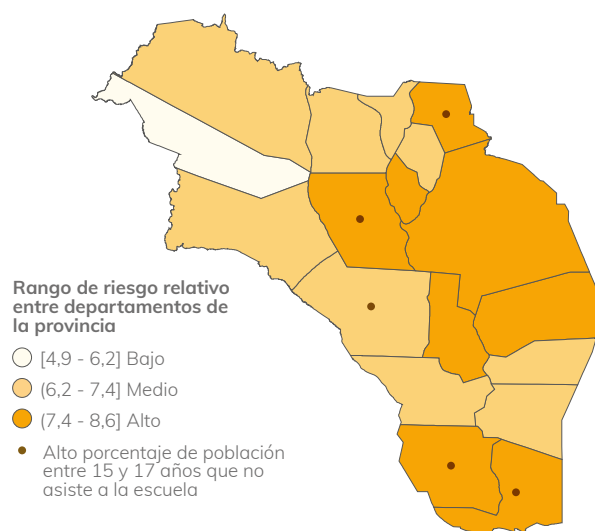 Rango de riesgo relativo
entre departamentos de
la provincia
[4,9 - 6,2] Bajo
(6,2 - 7,4] Medio
(7,4 - 8,6] Alto
Alto porcentaje de población
entre 15 y 17 años que no
asiste a la escuela